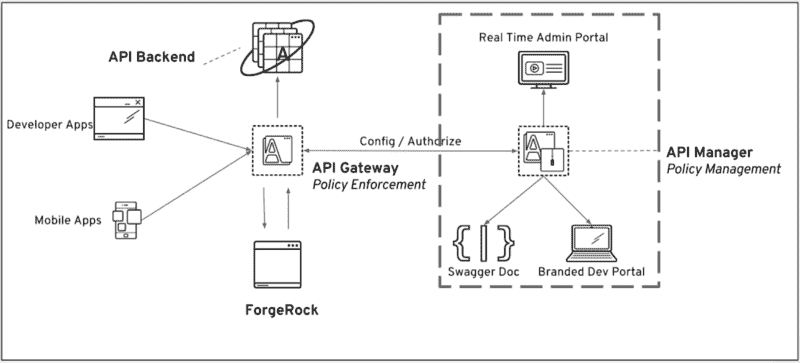 Real Time Admin Portal
API Backend
A
Developer Apps
Config / Authorize
API Manager
Policy Management
API Gateway
Policy Enforcement
Mobile Apps
Swagger Doc
Branded Dev Portal
ForgeRock